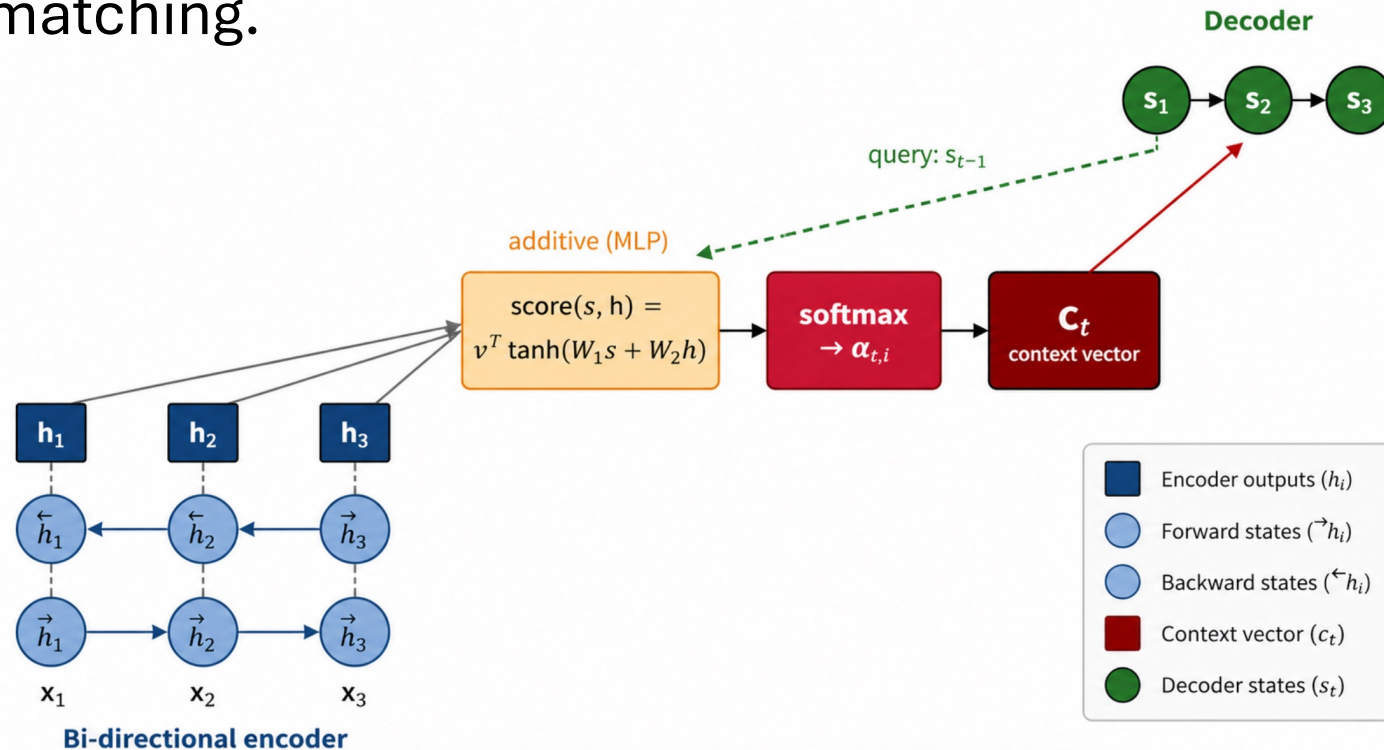 matching.
Decoder
s₁ s₂ s₃
query: sₜ₋₁
additive (MLP)
score(s, h) =
vᵀ tanh(W₁s + W₂h)
softmax
→ αₜ,ᵢ
Cₜ
context vector
h₁ h₂ h₃
←h₁ ←h₂ →h₃
→h₁ →h₂ →h₃
x₁ x₂ x₃
Bi-directional encoder
Encoder outputs (hᵢ)
Forward states (→hᵢ)
Backward states (←hᵢ)
Context vector (cₜ)
Decoder states (sₜ)